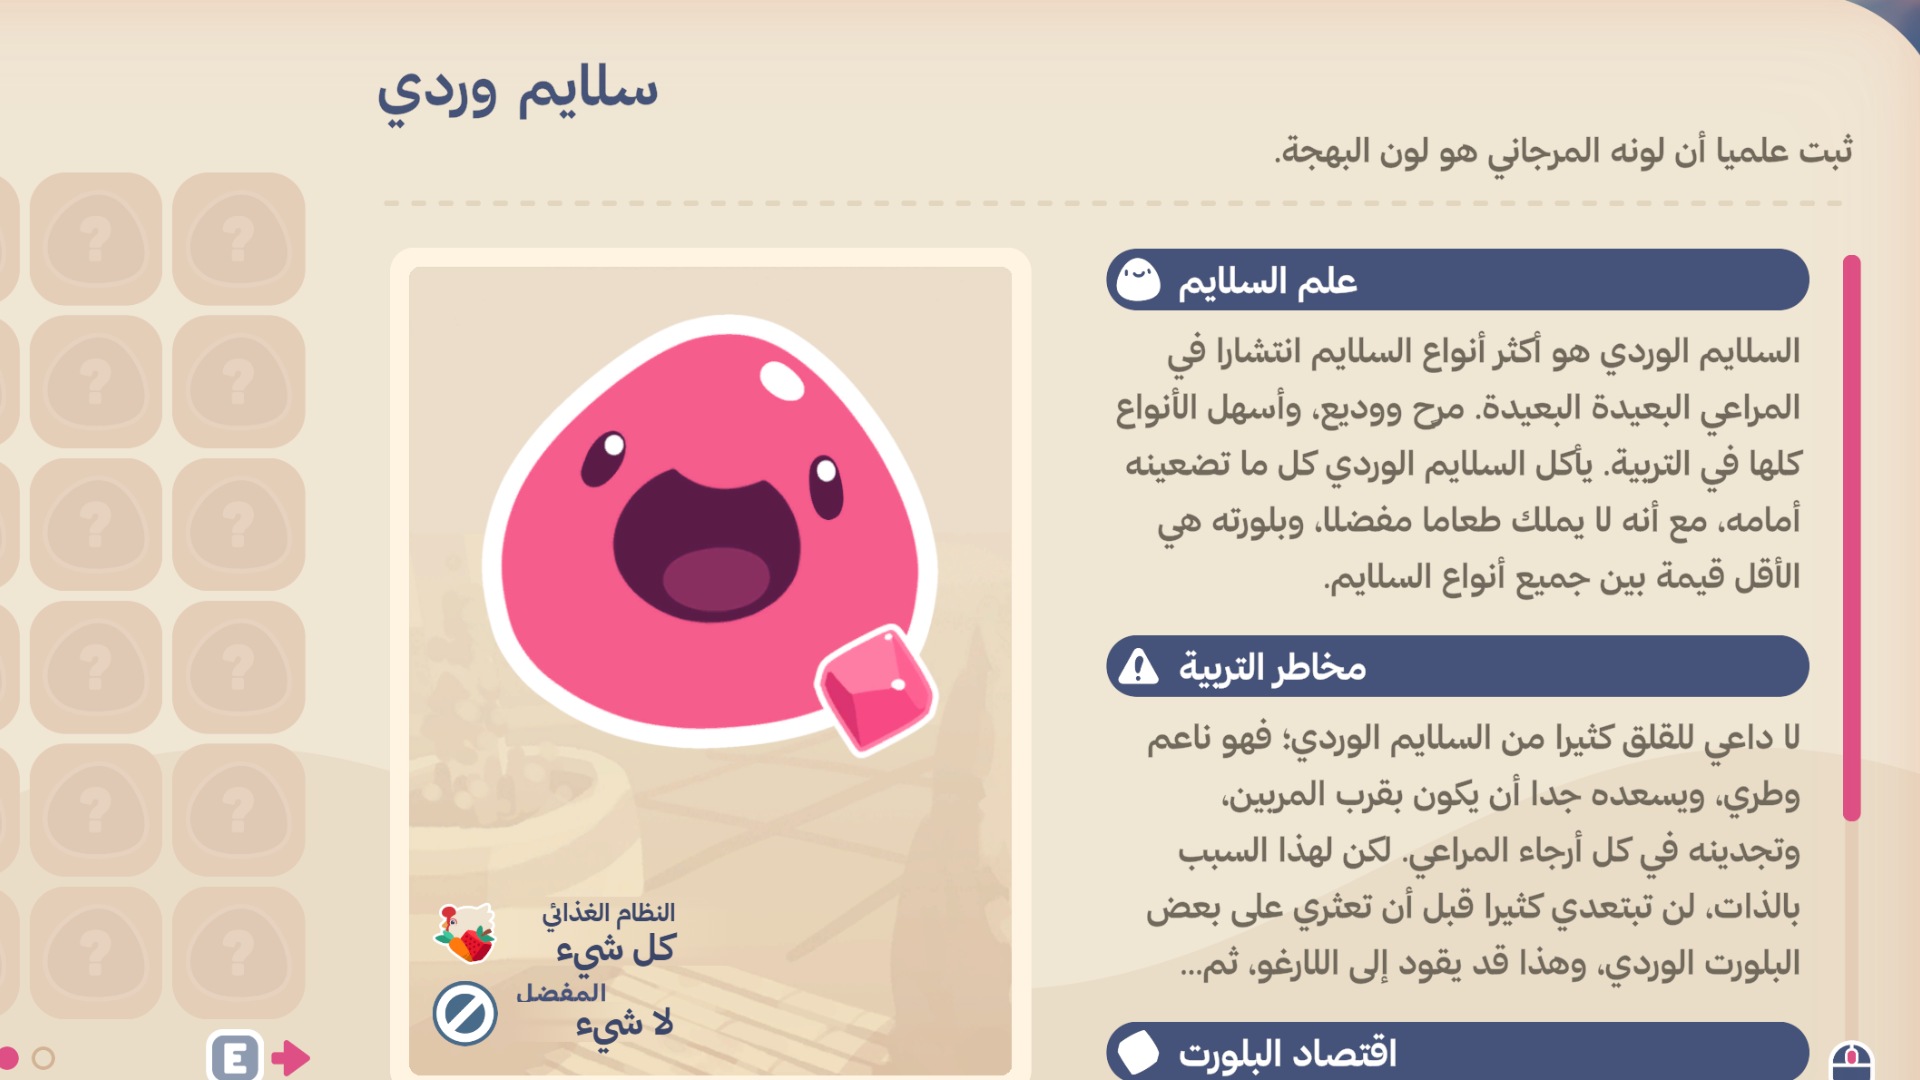 سلايم وردي
ثبت علميا أن لونه المرجاني هو لون البهجة.
علم السلايم
السلايم الوردي هو أكثر أنواع السلايم انتشارا في
المراعي البعيدة البعيدة. مرح ووديع، وأسهل الأنواع
كلها في التربية. يأكل السلايم الوردي كل ما تضعينه
أمامه، مع أنه لا يملك طعاما مفضلا، وبلورته هي
الأقل قيمة بين جميع أنواع السلايم.
مخاطر التربية
لا داعي للقلق كثيرا من السلايم الوردي؛ فهو ناعم
وطري، ويسعده جدا أن يكون بقرب المربين،
وتجدينه في كل أرجاء المراعي. لكن لهذا السبب
بالذات، لن تبتعدي كثيرا قبل أن تعثري على بعض
البلورت الوردي، وهذا قد يقود إلى اللارغو، ثم...
اقتصاد البلورت
النظام الغذائي
كل شيء
المفضل
لا شيء
E